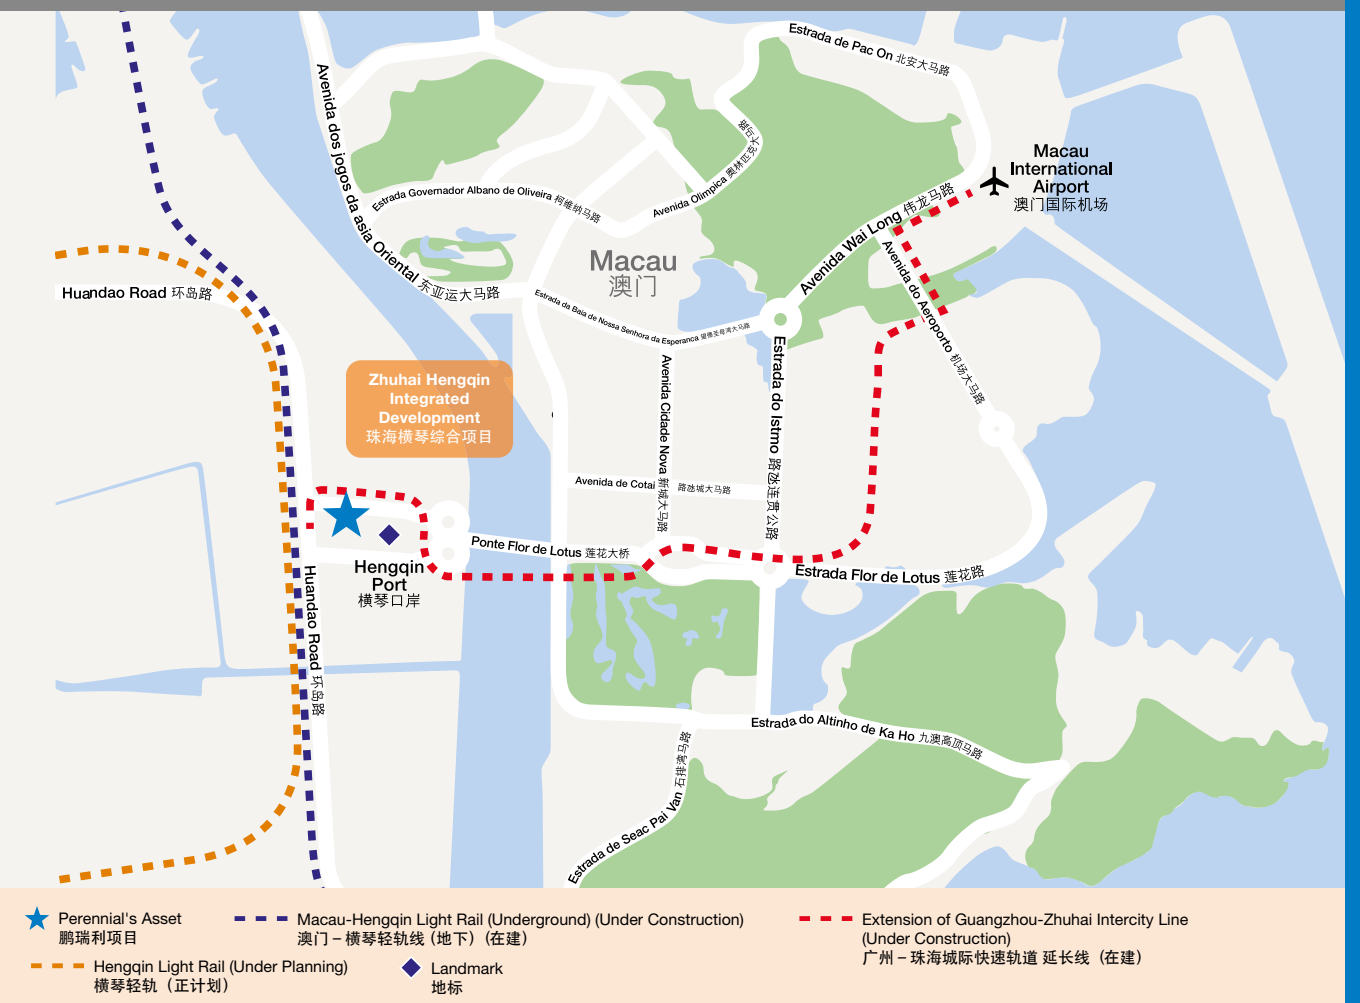 Estrada de Pac On 北安大马路
Avenida dos jogos da asia Oriental 东亚运大马路
Macau
International
Airport
澳门国际机场
Estrada Governador Albano de Oliveira 柯维纳马路
Avenida Olimpica 奥林匹克大马路
Avenida Wai Long 伟龙马路
Macau
澳门
Avenida do Aeroporto 机场大马路
Huandao Road 环岛路
Estrada da Baia de Nossa Senhora da Esperanca 望德圣母湾大马路
Zhuhai Hengqin
Integrated
Development
珠海横琴综合项目
Avenida Cidade Nova 新城大马路
Estrada do Istmo 路氹连贯公路
Avenida de Cotai 路氹城大马路
Ponte Flor de Lotus 莲花大桥
Hengqin
Port
横琴口岸
Estrada Flor de Lotus 莲花路
Huandao Road 环岛路
Estrada do Altinho de Ka Ho 九澳高顶马路
Estrada de Seac Pai Van 石排湾马路
Perennial's Asset
鹏瑞利项目
Macau-Hengqin Light Rail (Underground) (Under Construction)
澳门 – 横琴轻轨线 (地下) (在建)
Extension of Guangzhou-Zhuhai Intercity Line
(Under Construction)
广州 – 珠海城际快速轨道 延长线 (在建)
Hengqin Light Rail (Under Planning)
横琴轻轨 (正计划)
Landmark
地标